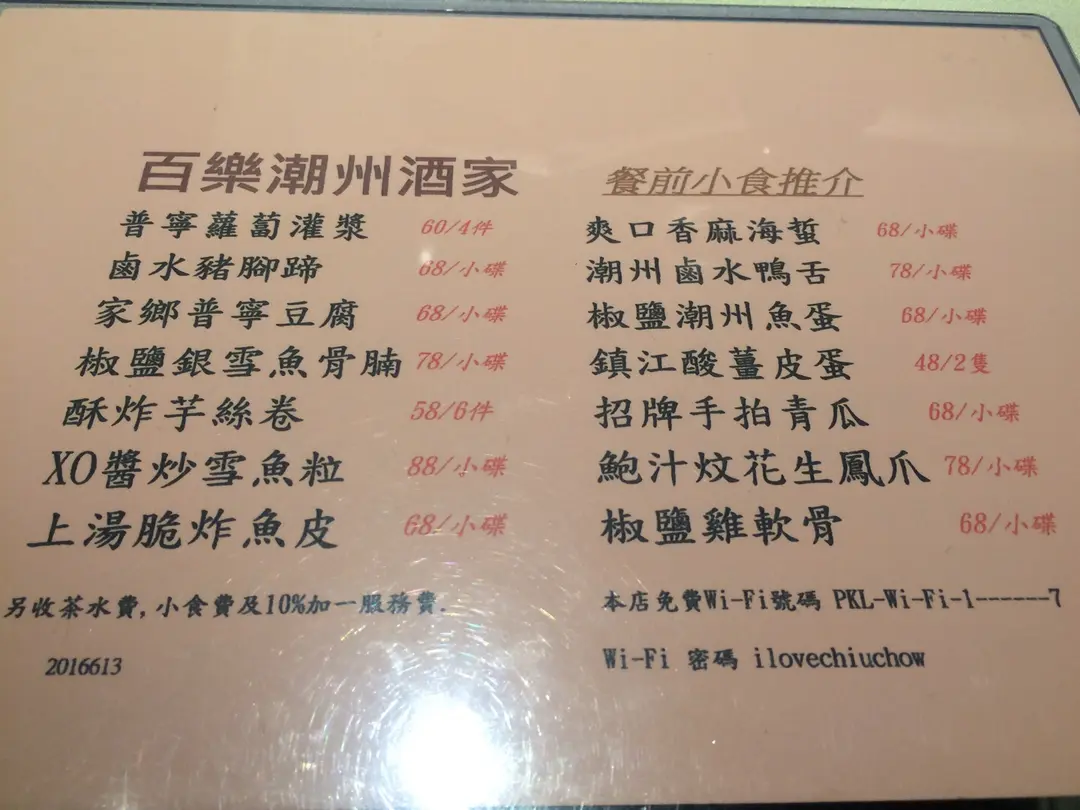 百樂潮州酒家
普寧蘿蔔灌漿 60/4件
鹵水豬腳蹄 68/小碟
家鄉普寧豆腐 68/小碟
椒鹽銀雪魚骨腩 78/小碟
酥炸芋絲卷 58/6件
XO醬炒雪魚粒 88/小碟
上湯脆炸魚皮 68/小碟
另收茶水費,小食費及10%加一服務費.
2016613
餐前小食推介
爽口香麻海蜇 68/小碟
潮州鹵水鴨舌 78/小碟
椒鹽潮州魚蛋 68/小碟
鎮江酸薑皮蛋 48/2隻
招牌手拍青瓜 68/小碟
鮑汁炆花生鳳爪 78/小碟
椒鹽雞軟骨 68/小碟
本店免費Wi-Fi號碼 PKL-Wi-Fi-1------7
Wi-Fi 密碼 ilovechiuchow